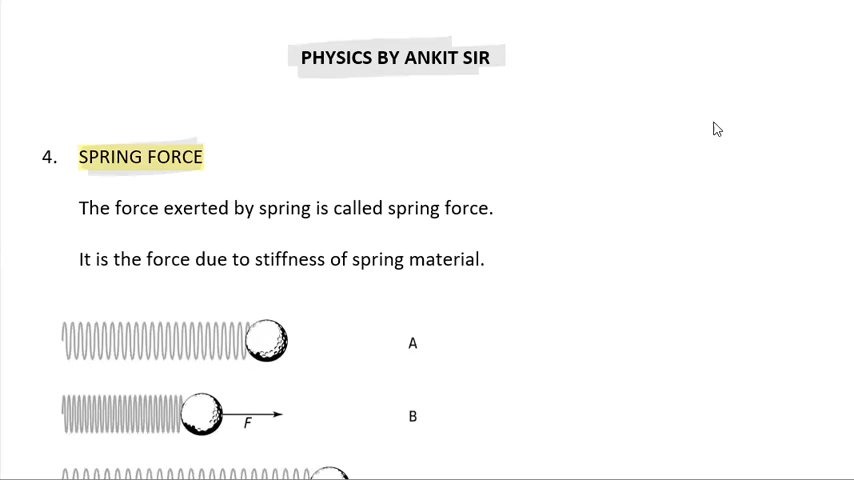 PHYSICS BY ANKIT SIR
4. SPRING FORCE
The force exerted by spring is called spring force.
It is the force due to stiffness of spring material.
A
F
B